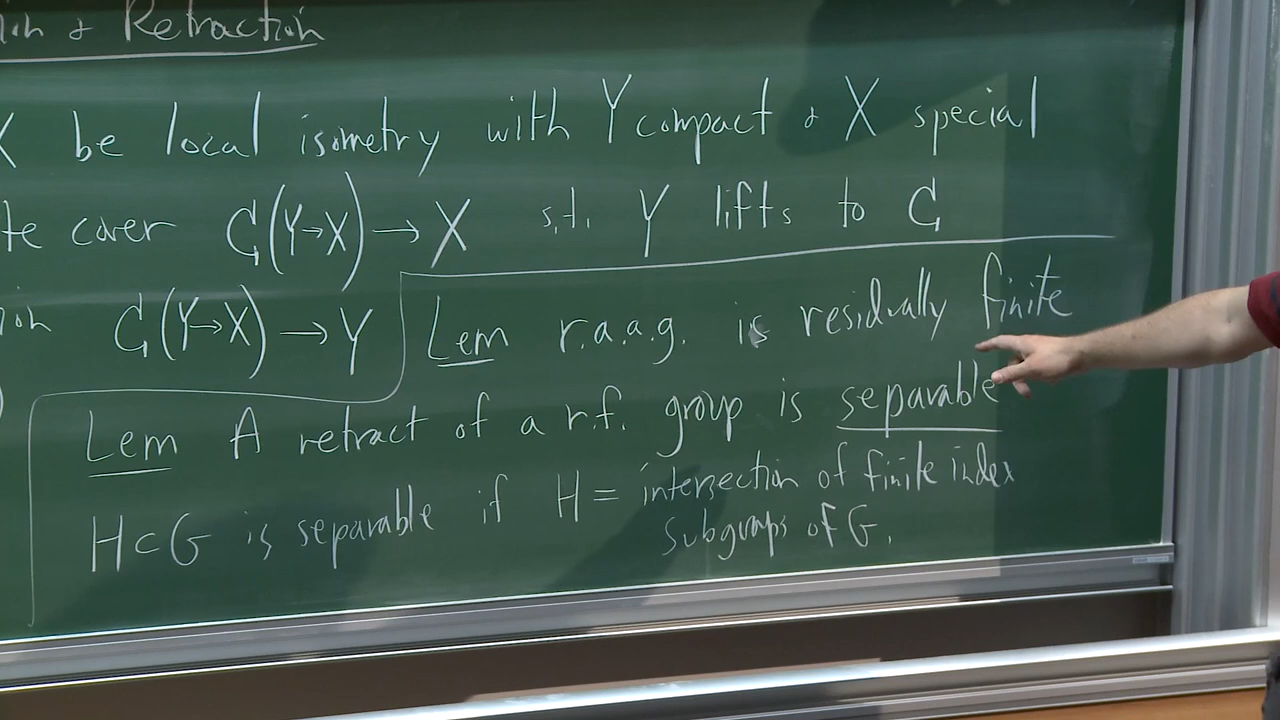 & Retraction
X be local isometry with Y compact & X special
te cover C(Y→X) → X s.t. Y lifts to C
C(Y→X) → Y
Lem r.a.a.g. is residually finite
Lem A retract of a r.f. group is separable
H⊂G is separable if H = intersection of finite index
subgroups of G.